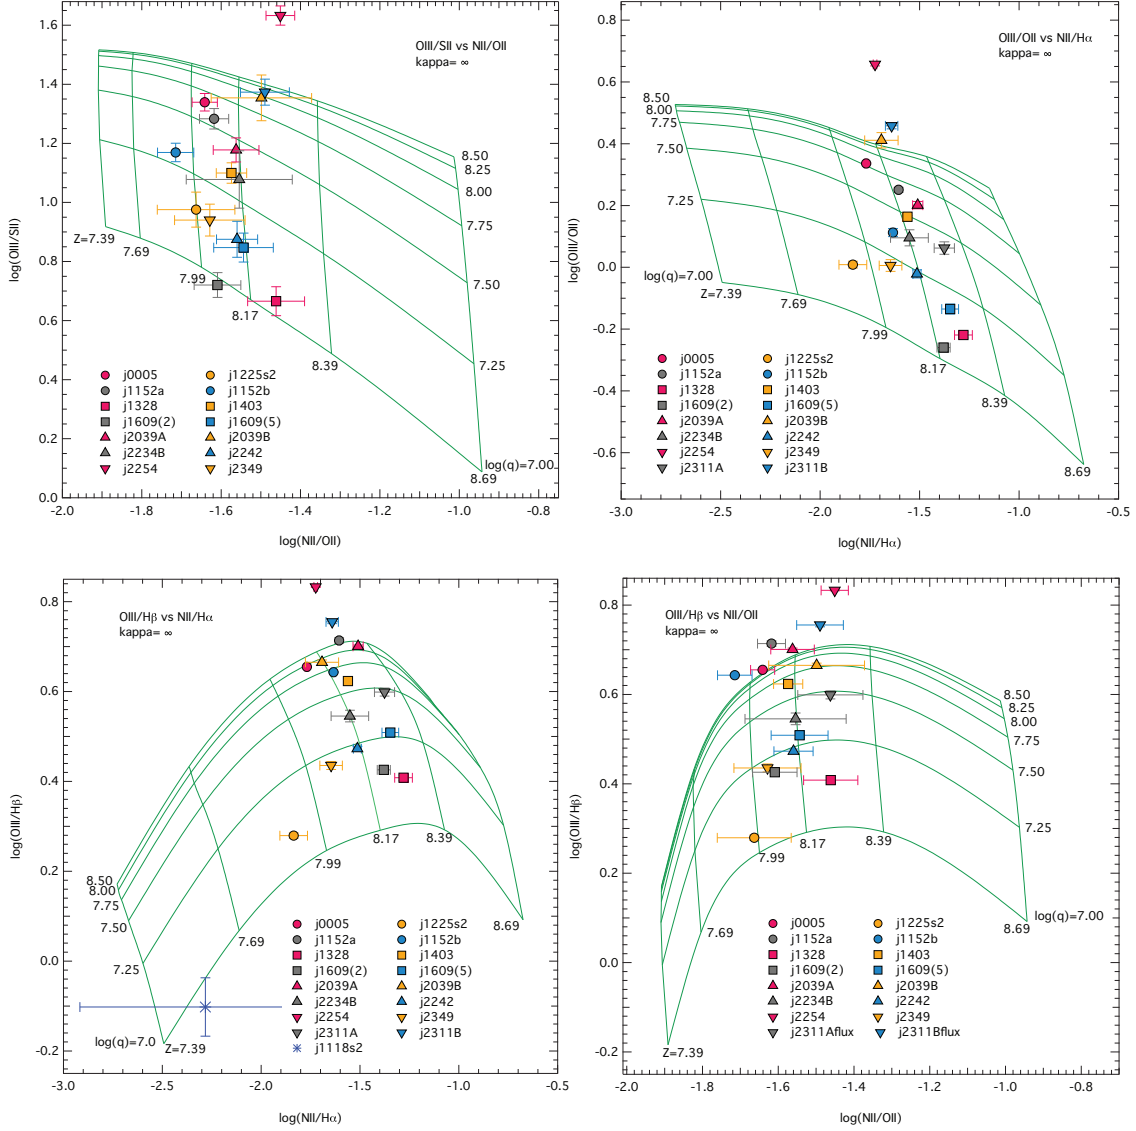 OIII/SII vs NII/OII
kappa= ∞
1.6
1.4
1.2
1.0
0.8
0.6
0.4
0.2
0.0
log(OIII/SII)
8.50
8.25
8.00
7.75
7.50
7.25
log(q)=7.00
8.69
Z=7.39
7.69
7.99
8.17
8.39
j0005
j1225s2
j1152a
j1152b
j1328
j1403
j1609(2)
j1609(5)
j2039A
j2039B
j2234B
j2242
j2254
j2349
-2.0
-1.8
-1.6
-1.4
-1.2
-1.0
-0.8
log(NII/OII)
OIII/OII vs NII/Hα
kappa= ∞
0.8
0.6
0.4
0.2
0.0
-0.2
-0.4
-0.6
log(OIII/OII)
8.50
8.00
7.75
7.50
7.25
log(q)=7.00
Z=7.39
7.69
7.99
8.17
8.39
8.69
j0005
j1225s2
j1152a
j1152b
j1328
j1403
j1609(2)
j1609(5)
j2039A
j2039B
j2234B
j2242
j2254
j2349
j2311A
j2311B
-3.0
-2.5
-2.0
-1.5
-1.0
-0.5
log(NII/Hα)
OIII/Hβ vs NII/Hα
kappa= ∞
0.8
0.6
0.4
0.2
0.0
-0.2
log(OIII/Hβ)
8.50
8.00
7.75
7.50
7.25
log(q)=7.0
Z=7.39
7.69
7.99
8.17
8.39
8.69
j0005
j1225s2
j1152a
j1152b
j1328
j1403
j1609(2)
j1609(5)
j2039A
j2039B
j2234B
j2242
j2254
j2349
j2311A
j2311B
j1118s2
-3.0
-2.5
-2.0
-1.5
-1.0
-0.5
log(NII/Hα)
OIII/Hβ vs NII/OII
kappa= ∞
0.8
0.6
0.4
0.2
0.0
-0.2
log(OIII/Hβ)
8.50
8.25
8.00
7.75
7.50
7.25
log(q)=7.00
8.69
Z=7.39
7.69
7.99
8.17
8.39
j0005
j1225s2
j1152a
j1152b
j1328
j1403
j1609(2)
j1609(5)
j2039A
j2039B
j2234B
j2242
j2254
j2349
j2311Aflux
j2311Bflux
-2.0
-1.8
-1.6
-1.4
-1.2
-1.0
-0.8
log(NII/OII)